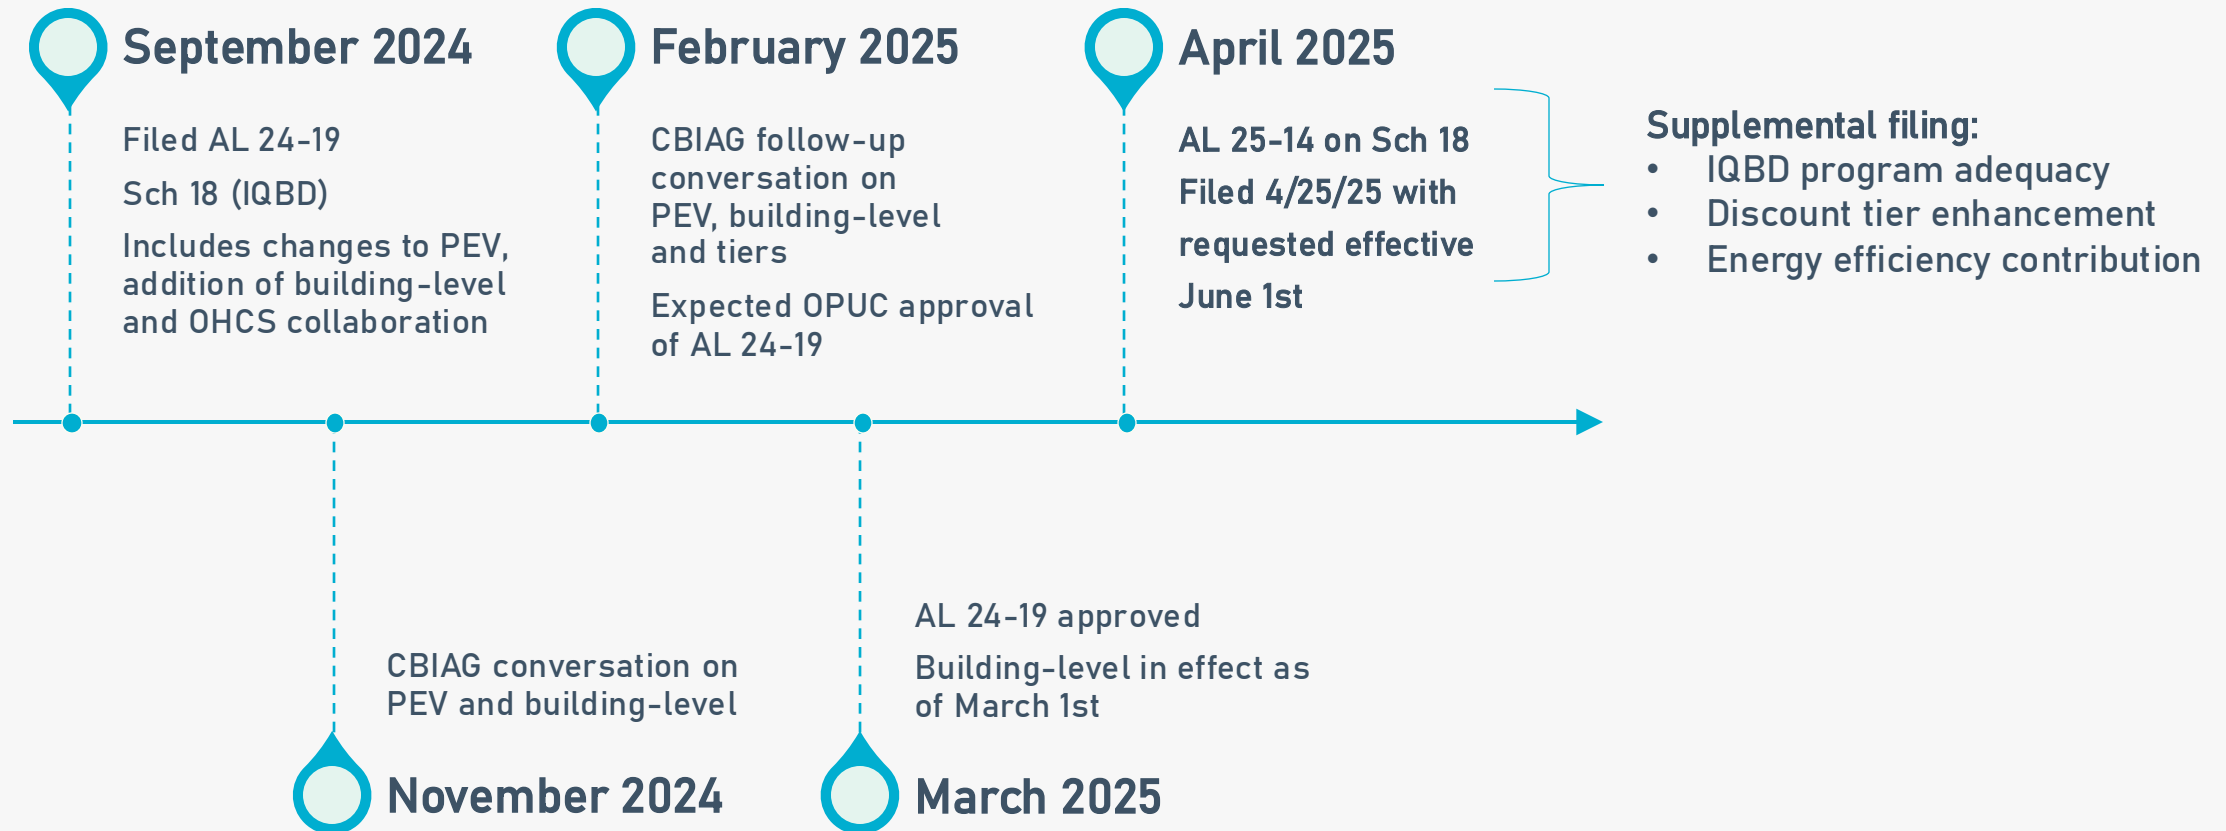 September 2024
Filed AL 24-19
Sch 18 (IQBD)
Includes changes to PEV,
addition of building-level
and OHCS collaboration
February 2025
CBIAG follow-up
conversation on
PEV, building-level
and tiers
Expected OPUC approval
of AL 24-19
April 2025
AL 25-14 on Sch 18
Filed 4/25/25 with
requested effective
June 1st
Supplemental filing:
• IQBD program adequacy
• Discount tier enhancement
• Energy efficiency contribution
CBIAG conversation on
PEV and building-level
November 2024
AL 24-19 approved
Building-level in effect as
of March 1st
March 2025